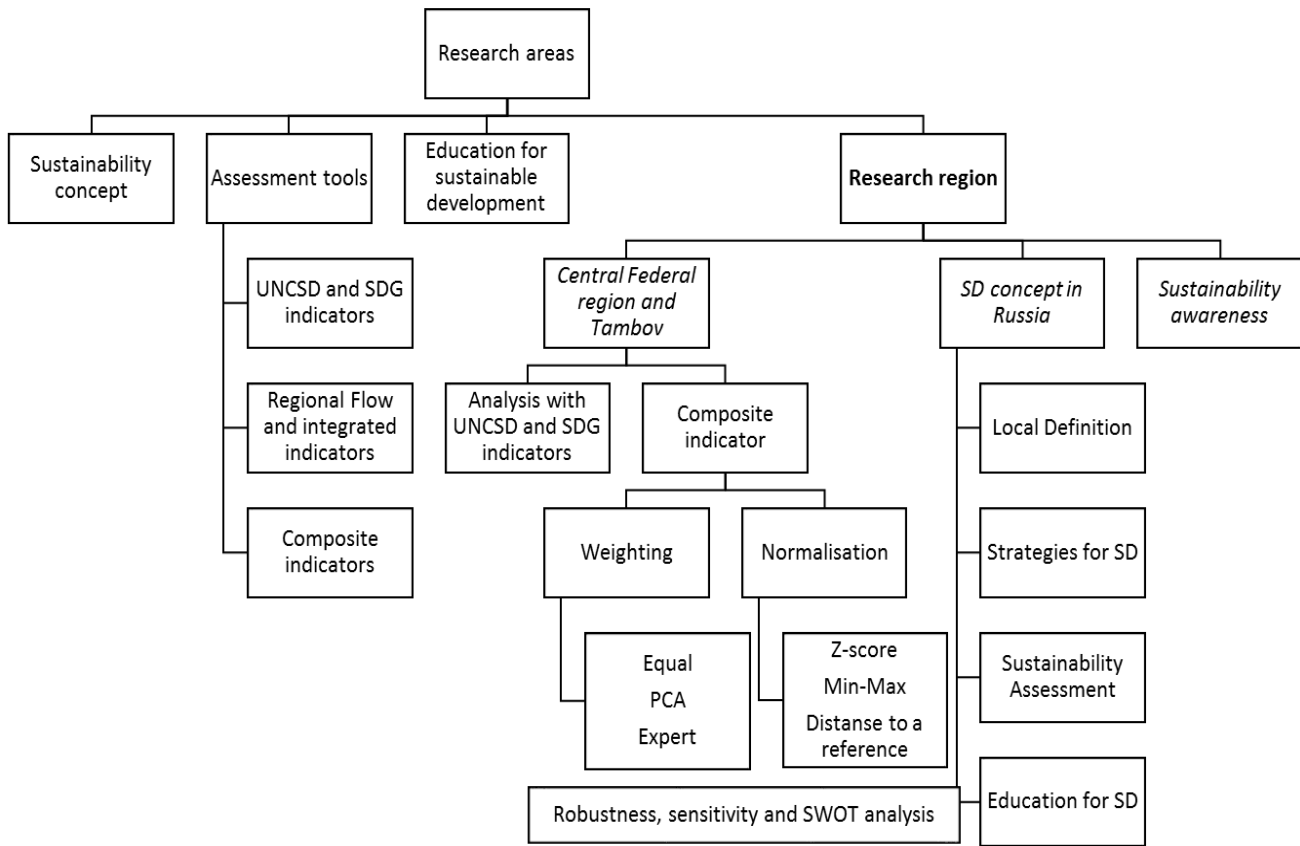 Research areas
Sustainability
concept
Assessment tools
Education for
sustainable
development
Research region
UNCSD and SDG
indicators
Regional Flow
and integrated
indicators
Composite
indicators
Central Federal
region and
Tambov
SD concept in
Russia
Sustainability
awareness
Analysis with
UNCSD and SDG
indicators
Composite
indicator
Weighting
Normalisation
Equal
PCA
Expert
Z-score
Min-Max
Distanse to a
reference
Local Definition
Strategies for SD
Sustainability
Assessment
Education for SD
Robustness, sensitivity and SWOT analysis